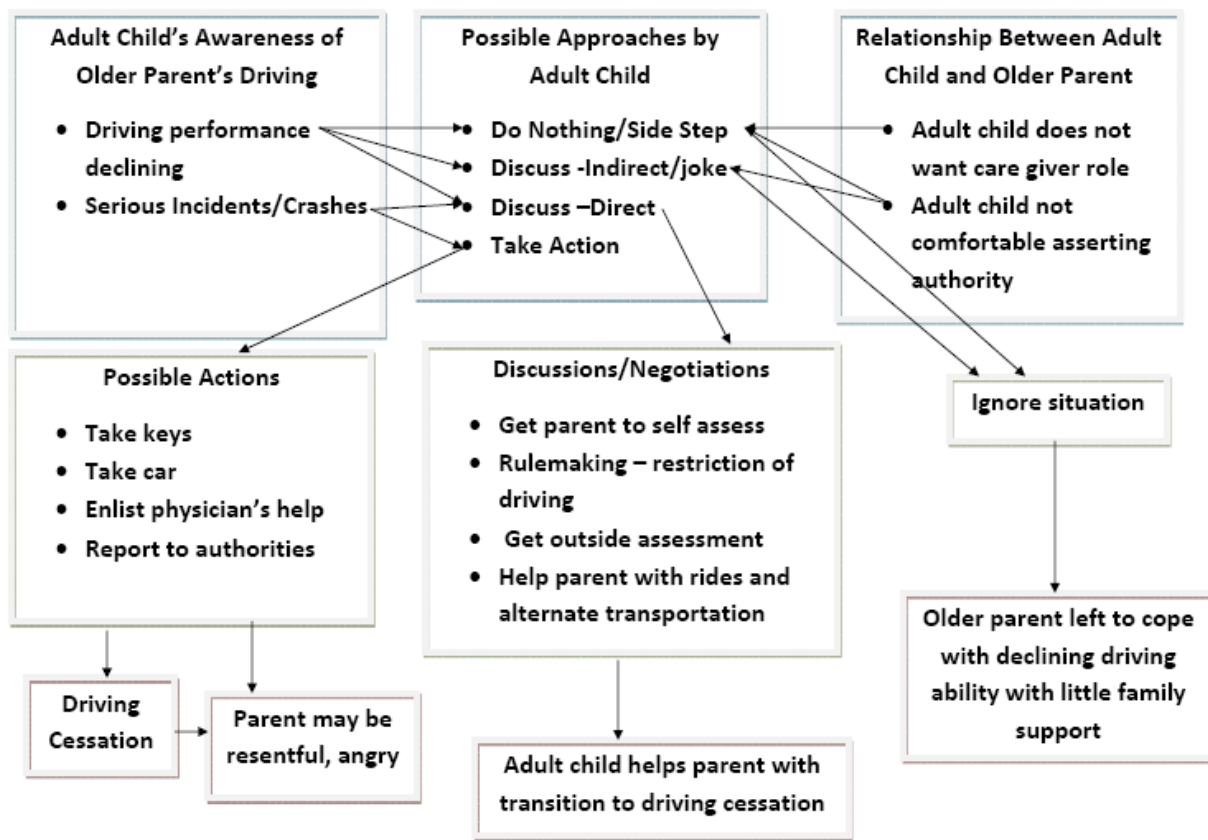 Adult Child's Awareness of
Older Parent's Driving
• Driving performance
declining
• Serious Incidents/Crashes
Possible Approaches by
Adult Child
• Do Nothing/Side Step
• Discuss -Indirect/joke
• Discuss –Direct
• Take Action
Relationship Between Adult
Child and Older Parent
• Adult child does not
want care giver role
• Adult child not
comfortable asserting
authority
Possible Actions
• Take keys
• Take car
• Enlist physician's help
• Report to authorities
Discussions/Negotiations
• Get parent to self assess
• Rulemaking – restriction of
driving
• Get outside assessment
• Help parent with rides and
alternate transportation
Ignore situation
Driving
Cessation
Parent may be
resentful, angry
Adult child helps parent with
transition to driving cessation
Older parent left to cope
with declining driving
ability with little family
support